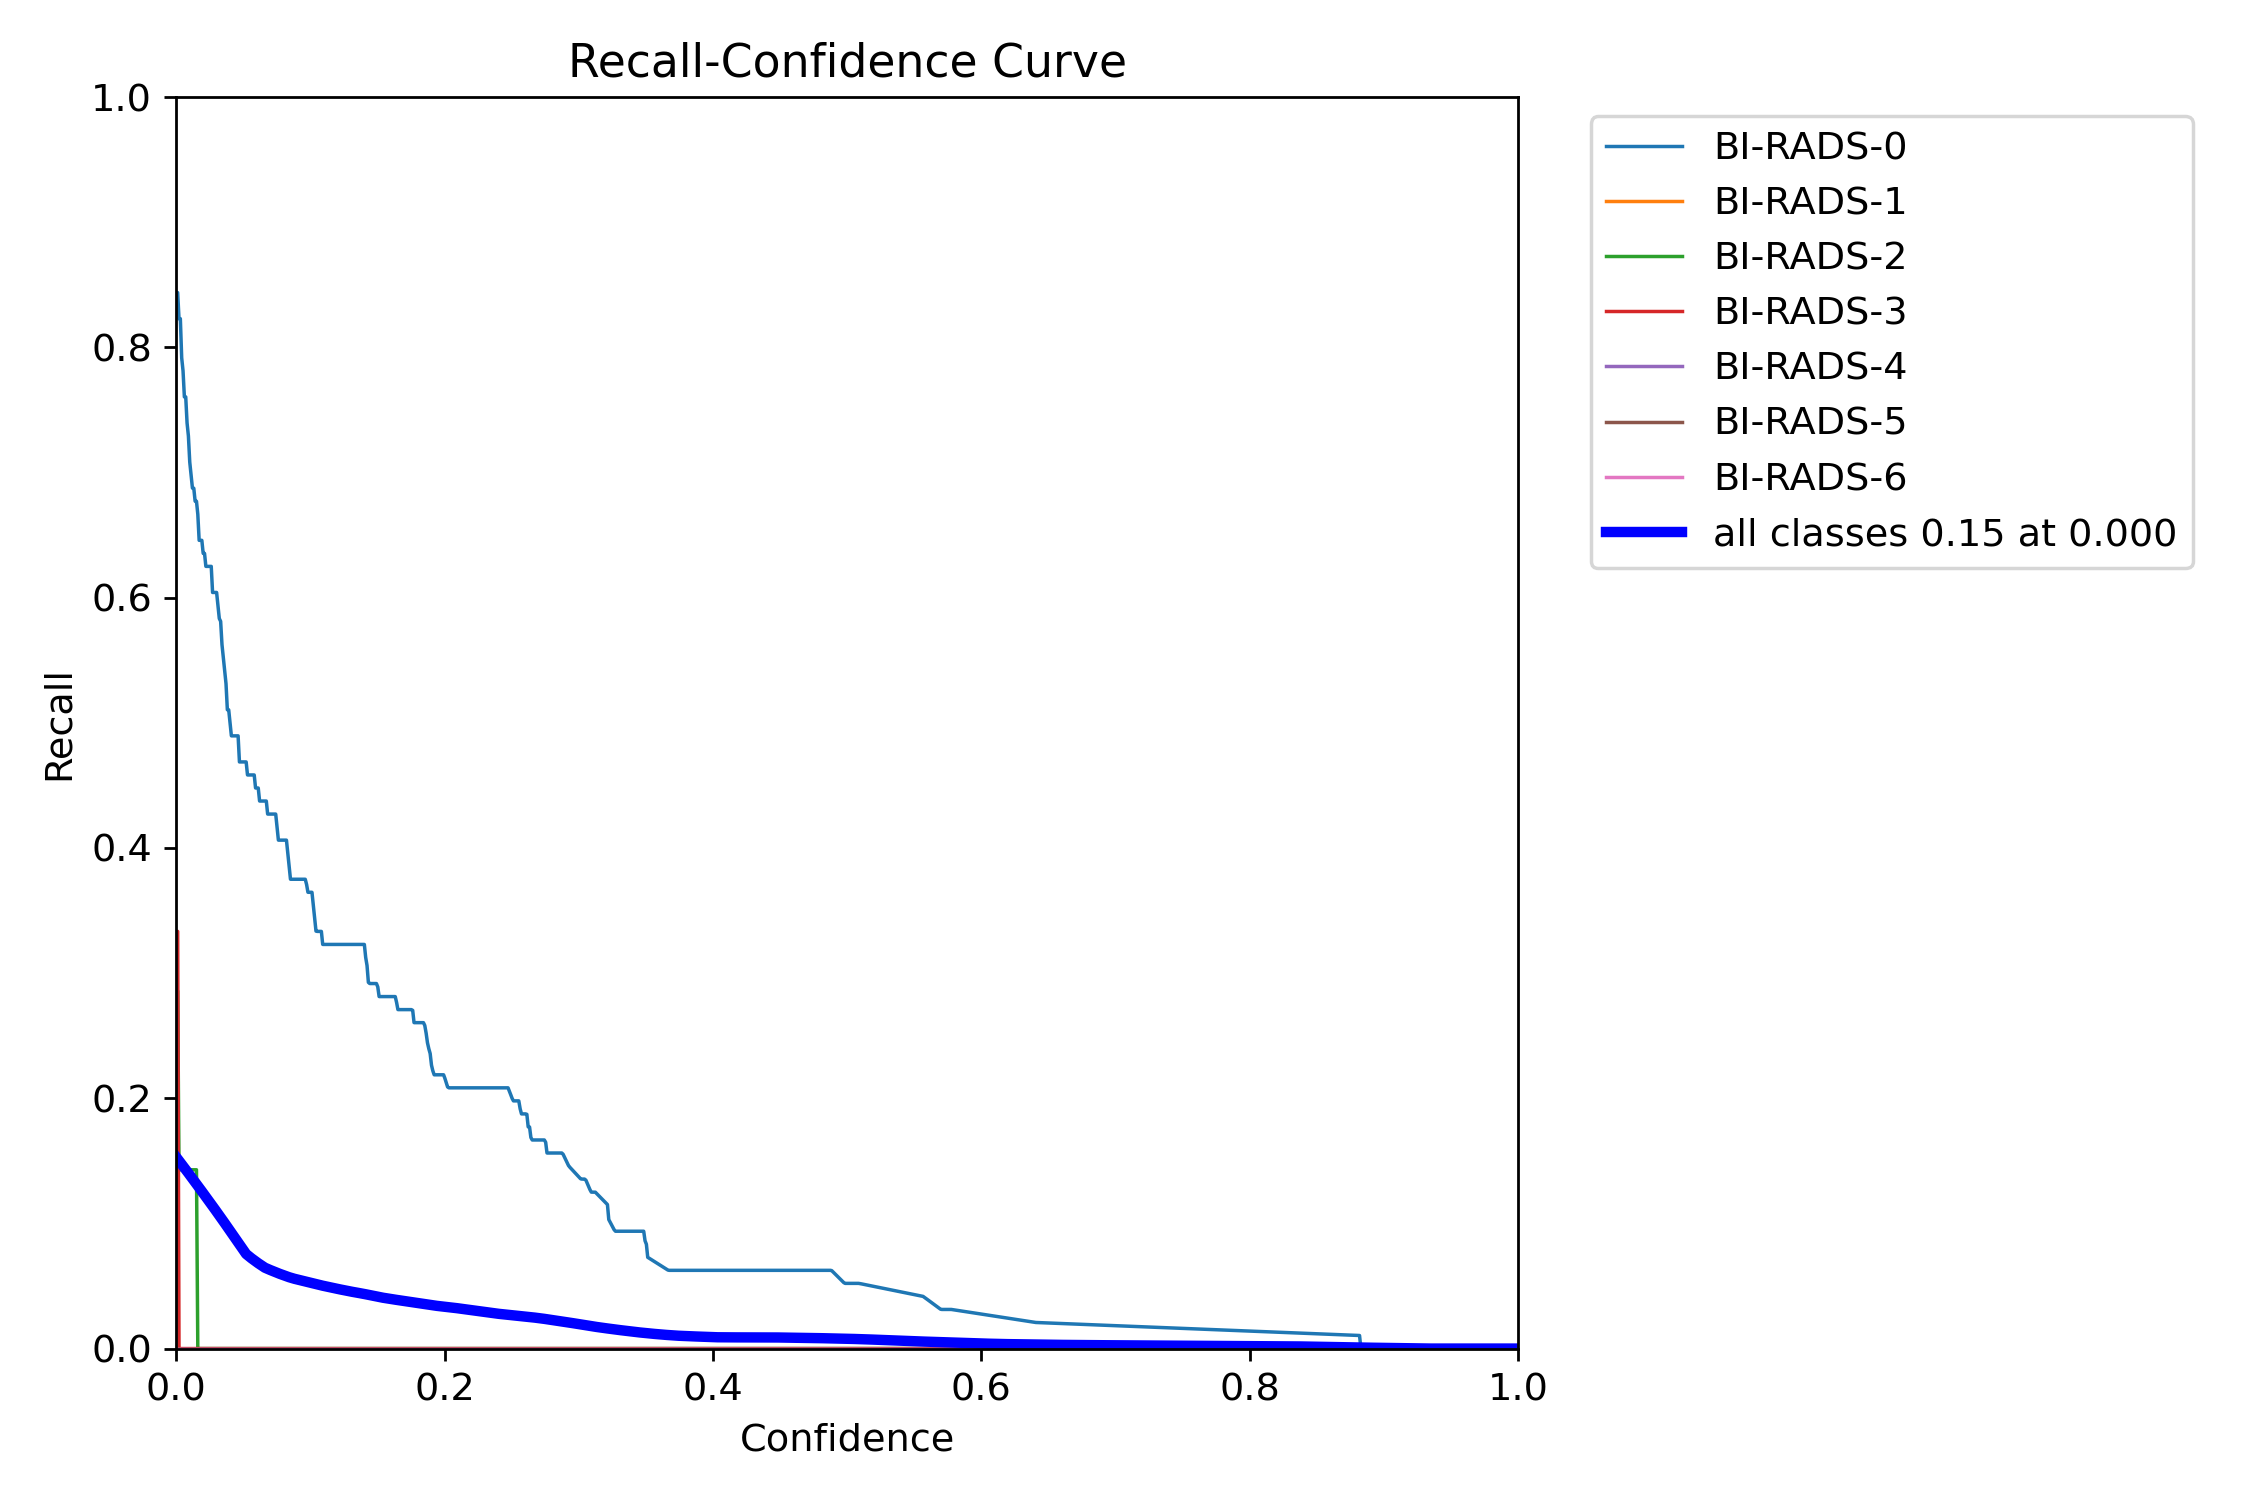 Recall-Confidence Curve
1.0
0.8
0.6
0.4
0.2
0.0
Recall
0.0 0.2 0.4 0.6 0.8 1.0
Confidence
BI-RADS-0
BI-RADS-1
BI-RADS-2
BI-RADS-3
BI-RADS-4
BI-RADS-5
BI-RADS-6
all classes 0.15 at 0.000